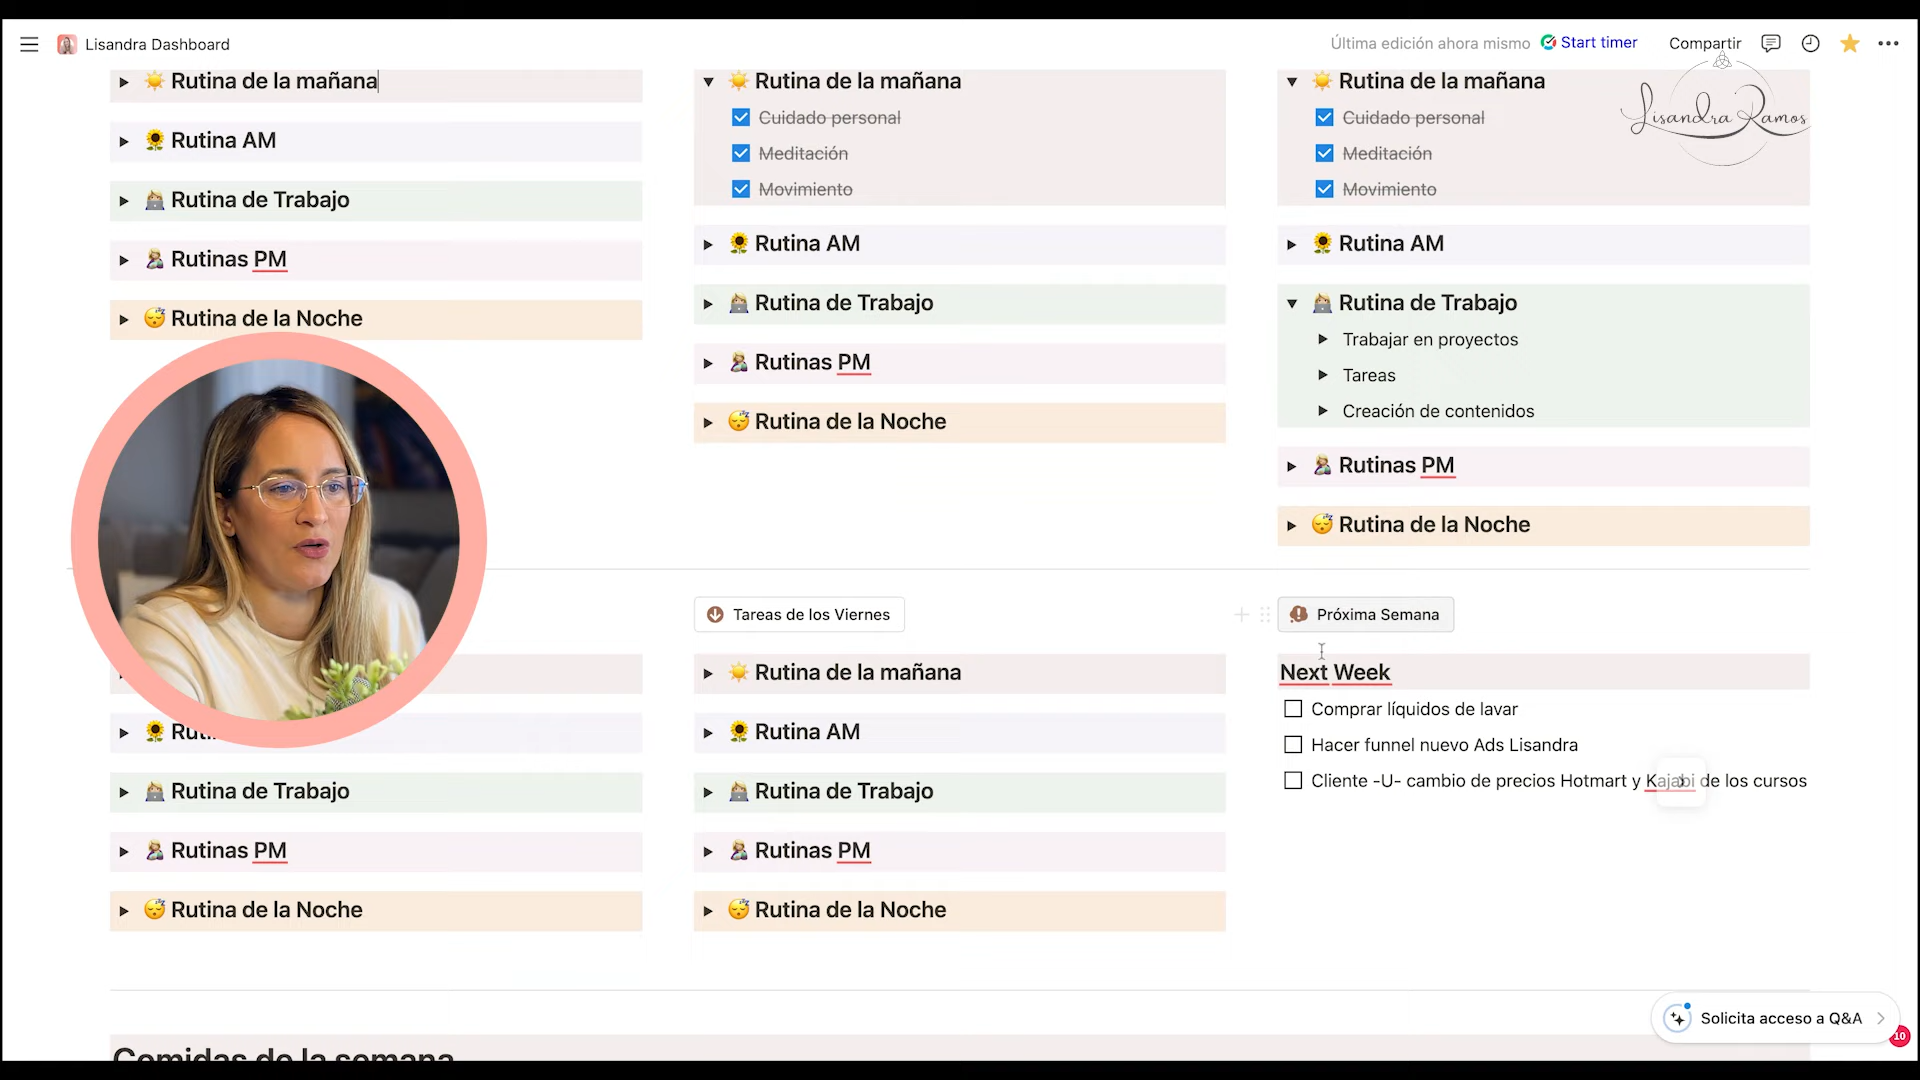 Lisandra Dashboard
Última edición ahora mismo
Start timer
Compartir
Lisandra Ramos
Rutina de la mañana
Rutina AM
Rutina de Trabajo
Rutinas PM
Rutina de la Noche
Rutina de la mañana
Cuidado personal
Meditación
Movimiento
Rutina AM
Rutina de Trabajo
Rutinas PM
Rutina de la Noche
Rutina de la mañana
Cuidado personal
Meditación
Movimiento
Rutina AM
Rutina de Trabajo
Trabajar en proyectos
Tareas
Creación de contenidos
Rutinas PM
Rutina de la Noche
Rutina de Trabajo
Rutinas PM
Rutina de la Noche
Tareas de los Viernes
Rutina de la mañana
Rutina AM
Rutina de Trabajo
Rutinas PM
Rutina de la Noche
Próxima Semana
Next Week
Comprar líquidos de lavar
Hacer funnel nuevo Ads Lisandra
Cliente -U- cambio de precios Hotmart y Kajabi de los cursos
Comidas de la semana
Solicita acceso a Q&A
10